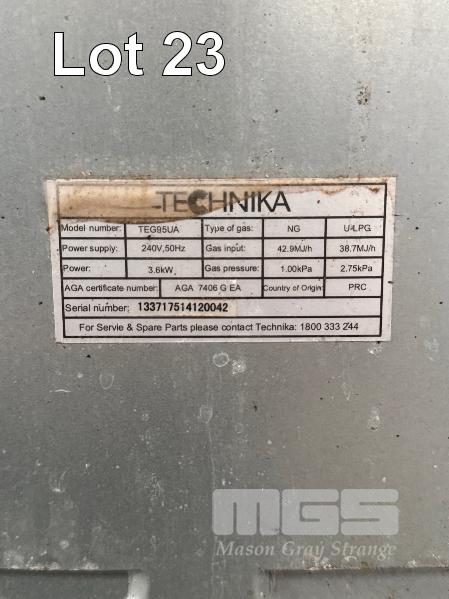 Lot 23
TECHNIKA
Model number: TEG95UA Type of gas: NG U-LPG
Power supply: 240V,50Hz Gas input: 42.9MJ/h 38.7MJ/h
Power: 3.6kW Gas pressure: 1.00kPa 2.75kPa
AGA certificate number: AGA 7406 G EA Country of Origin: PRC
Serial number: 133717514120042
For Servie & Spare Parts please contact Technika: 1800 333 244
MGS
Mason Gray Strange